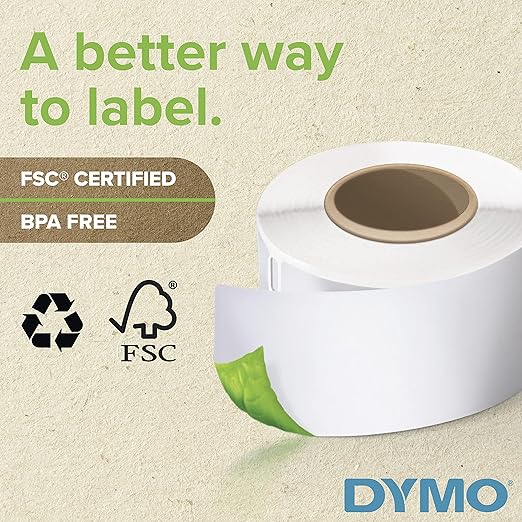 A better way
to label.
FSC® CERTIFIED
BPA FREE
®
FSC
DYMO®